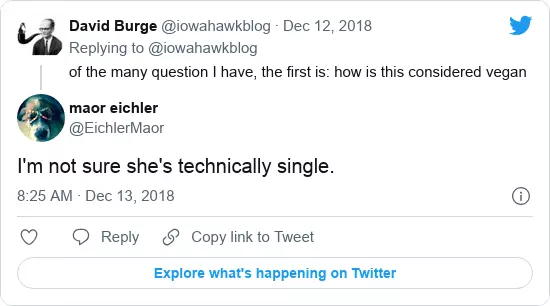 David Burge @iowahawkblog · Dec 12, 2018
Replying to @iowahawkblog
of the many question I have, the first is: how is this considered vegan
maor eichler
@EichlerMaor
I'm not sure she's technically single.
8:25 AM · Dec 13, 2018
Reply
Copy link to Tweet
Explore what's happening on Twitter